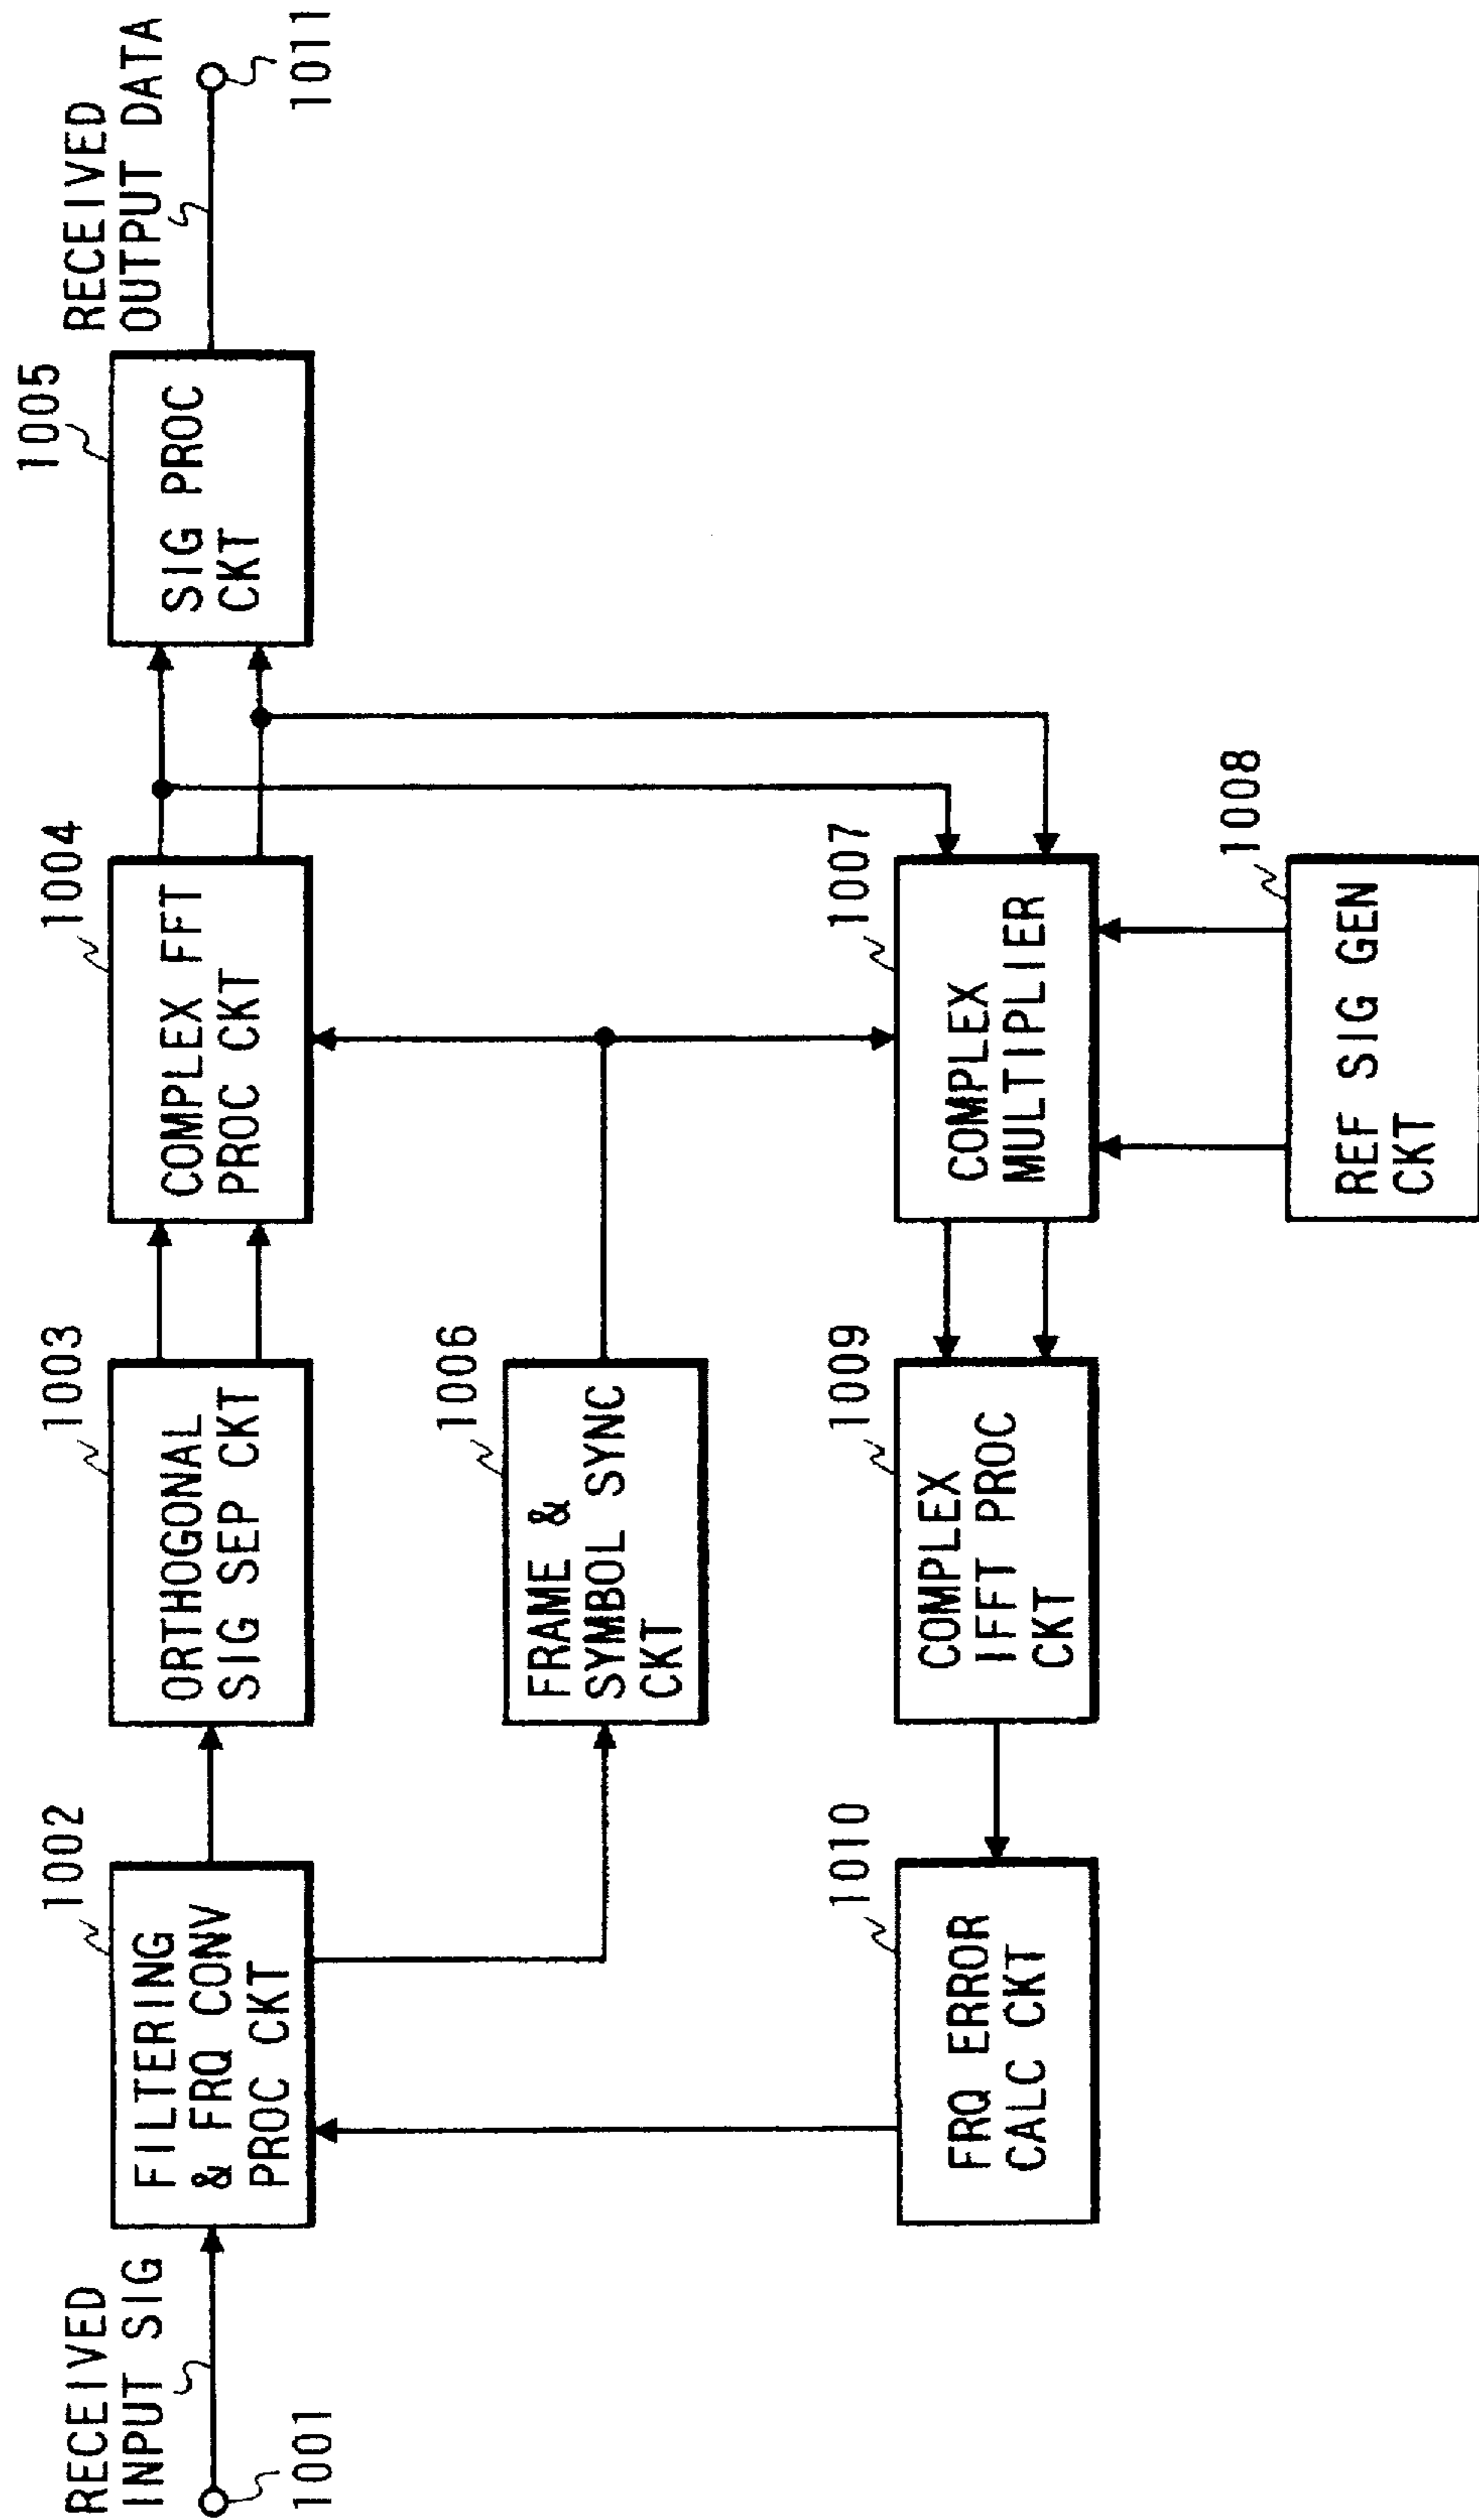 RECEIVED
INPUT SIG
1001
1002
FILTERING
& FRQ CONV
PROC CKT
1003
ORTHOGONAL
SIG SEP CKT
1004
COMPLEX FFT
PROC CKT
1005
SIG PROC
CKT
RECEIVED
OUTPUT DATA
1011
1006
FRAME &
SYMBOL SYNC
CKT
1010
FRQ ERROR
CALC CKT
1009
COMPLEX
IFFT PROC
CKT
1007
COMPLEX
MULTIPLIER
1008
REF SIG GEN
CKT